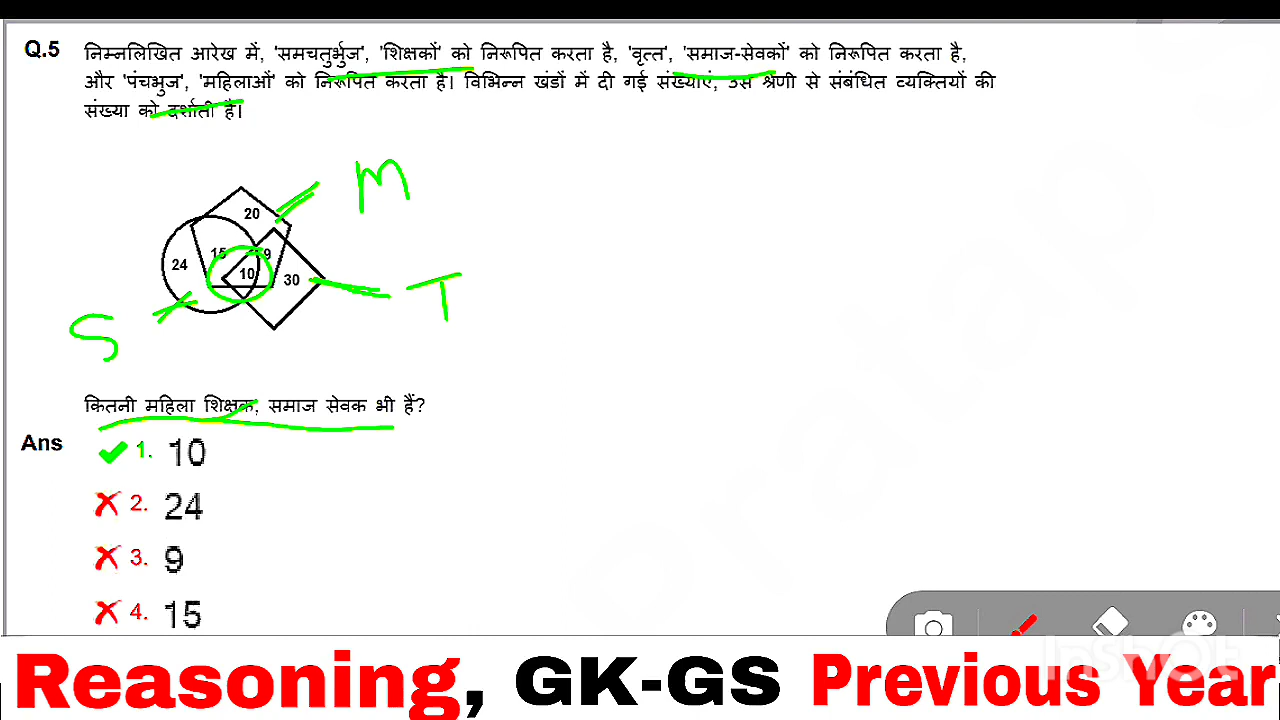 Q.5 निम्नलिखित आरेख में, 'समचतुर्भुज', 'शिक्षकों' को निरूपित करता है, 'वृत्त', 'समाज-सेवकों' को निरूपित करता है,
और 'पंचभुज', 'महिलाओं' को निरूपित करता है। विभिन्न खंडों में दी गई संख्याएं, उस श्रेणी से संबंधित व्यक्तियों की
संख्या को दर्शाती है।
M
20
15 9
24 10 30
T
S
कितनी महिला शिक्षक, समाज सेवक भी हैं?
Ans 1. 10
2. 24
3. 9
4. 15
InShot
Reasoning, GK-GS Previous Year